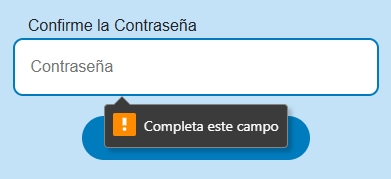 Confirme la Contraseña
Contraseña
Completa este campo